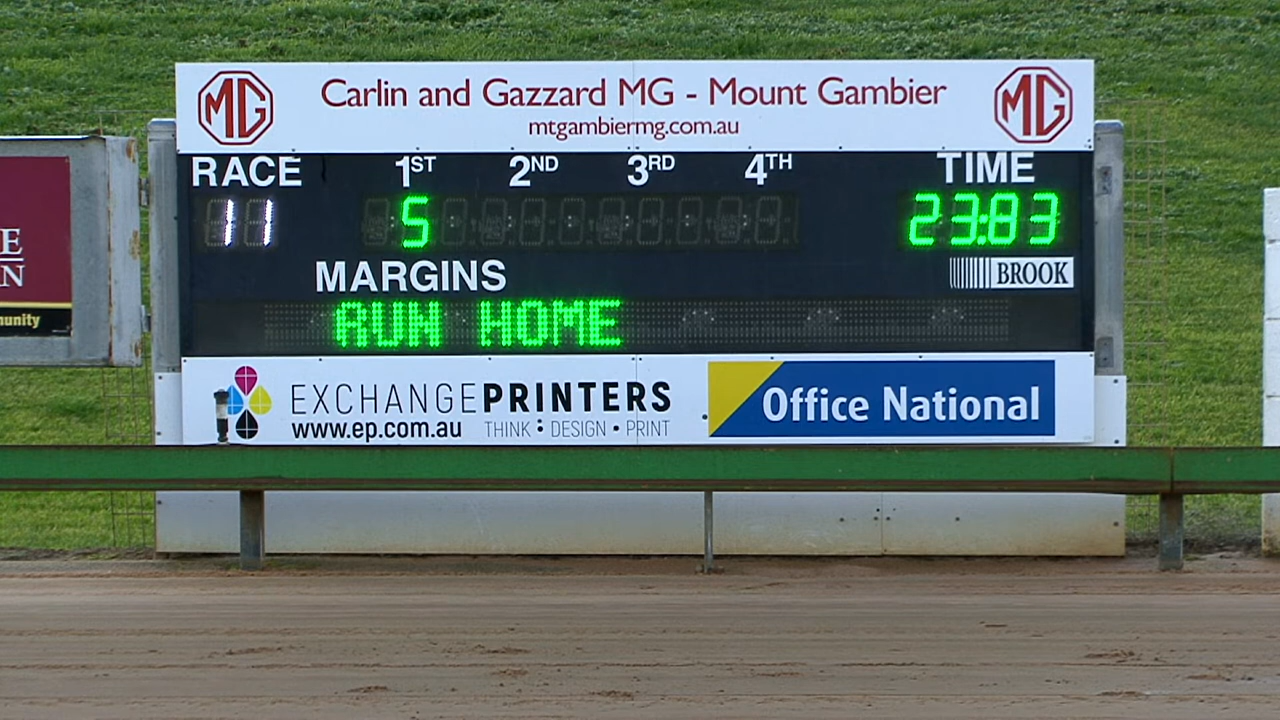 MG Carlin and Gazzard MG - Mount Gambier MG
mtgambiermg.com.au
RACE 1ST 2ND 3RD 4TH TIME
11 5 23:83
MARGINS BROOK
RUN HOME
EXCHANGEPRINTERS
www.ep.com.au THINK : DESIGN • PRINT
Office National
E
N
unity